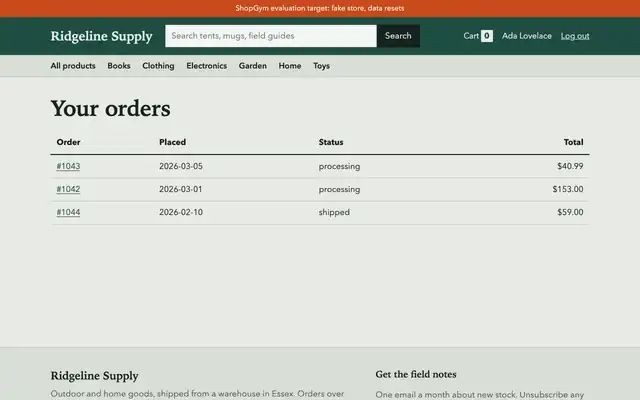 ShopGym evaluation target: fake store, data resets
Ridgeline Supply
Search tents, mugs, field guides
Search
Cart 0
Ada Lovelace
Log out
All products Books Clothing Electronics Garden Home Toys
Your orders
Order Placed Status Total
#1043 2026-03-05 processing $40.99
#1042 2026-03-01 processing $153.00
#1044 2026-02-10 shipped $59.00
Ridgeline Supply
Outdoor and home goods, shipped from a warehouse in Essex. Orders over
Get the field notes
One email a month about new stock. Unsubscribe any